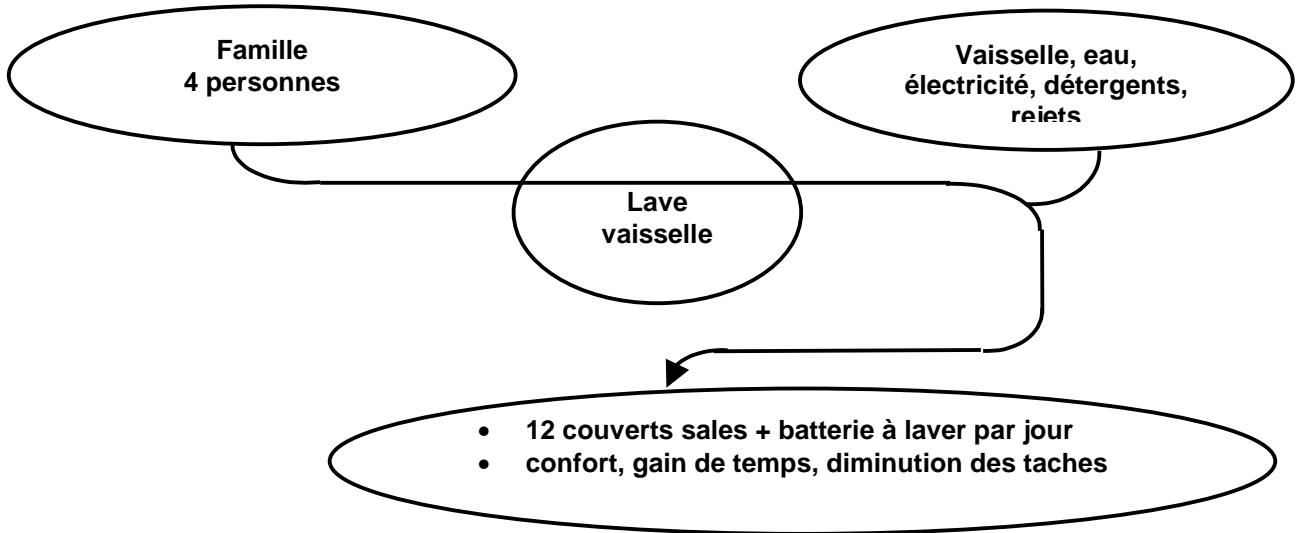 Famille
4 personnes
Vaisselle, eau,
électricité, détergents,
rejets
Lave
vaisselle
• 12 couverts sales + batterie à laver par jour
• confort, gain de temps, diminution des taches